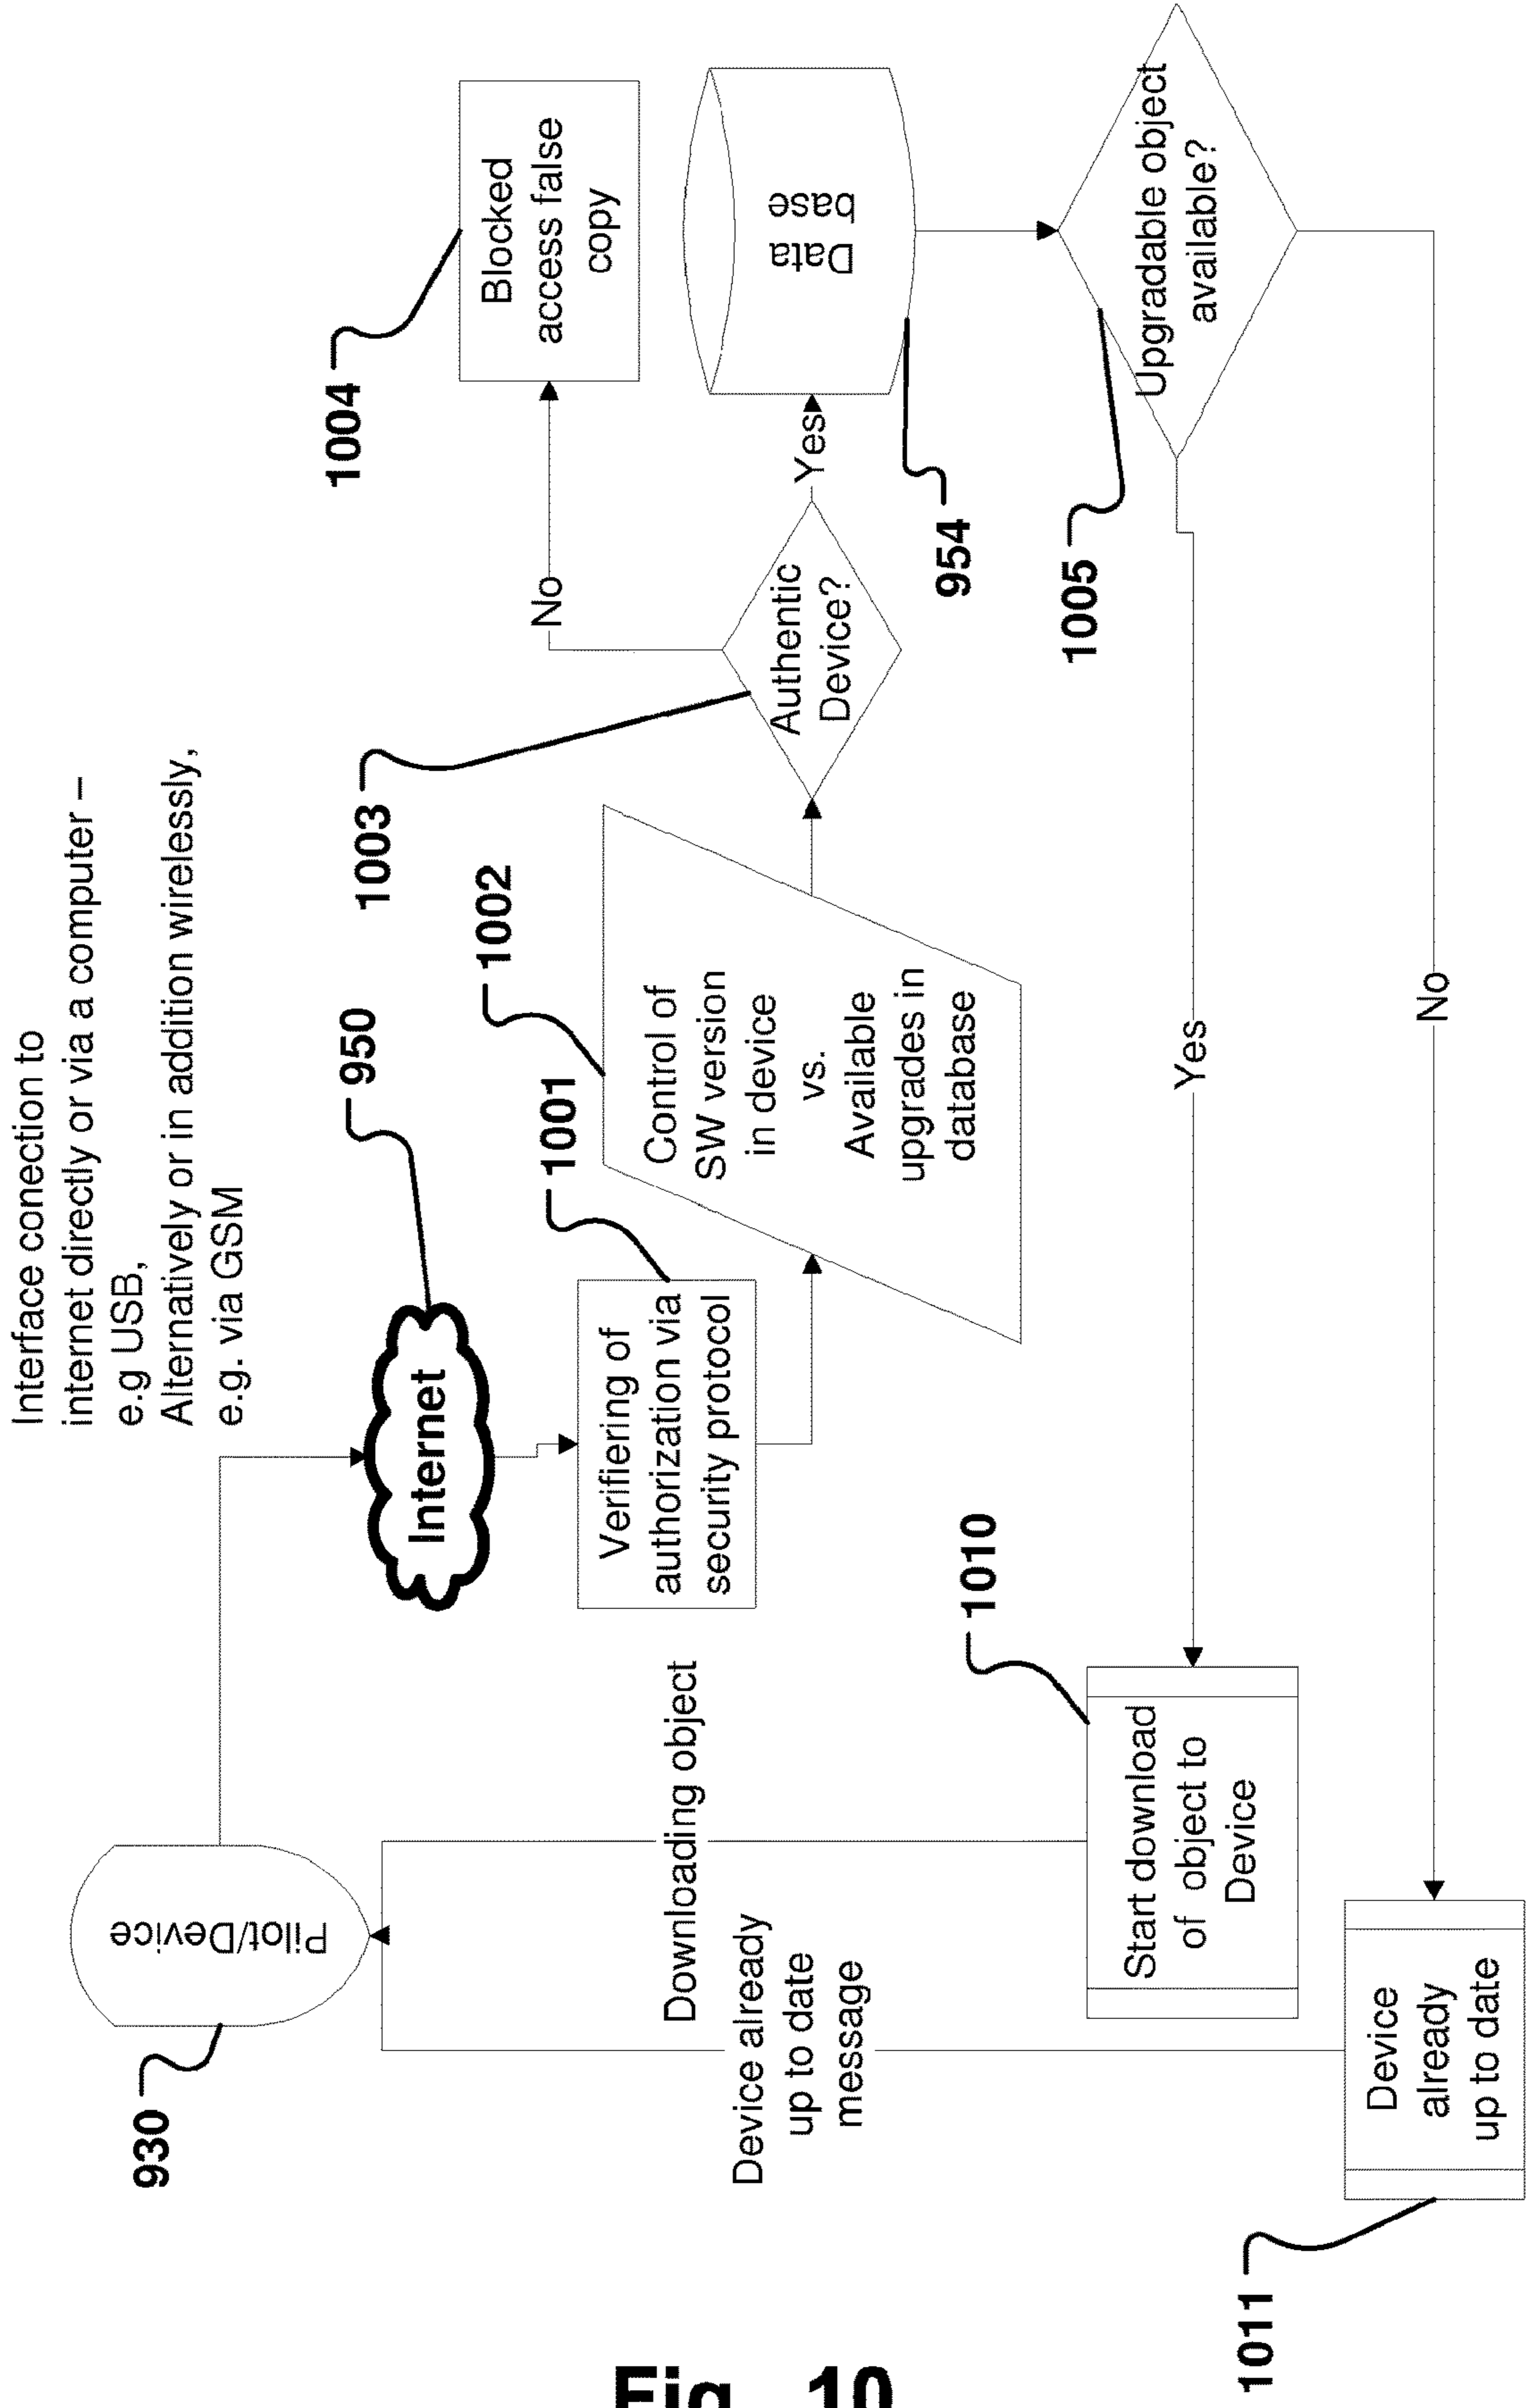 Interface conection to
internet directly or via a computer –
e.g USB,
Alternatively or in addition wirelessly,
e.g. via GSM
930
Pilot/Device
950
Internet
1001
Verifiering of
authorization via
security protocol
1002
Control of
SW version
in device
vs.
Available
upgrades in
database
1003
Authentic
Device?
No
1004
Blocked
access false
copy
Yes
Data
base
954
1005
Upgradable object
available?
Yes
No
1010
Start download
of object to
Device
Downloading object
Device already
up to date
message
1011
Device
already
up to date
Fig. 10